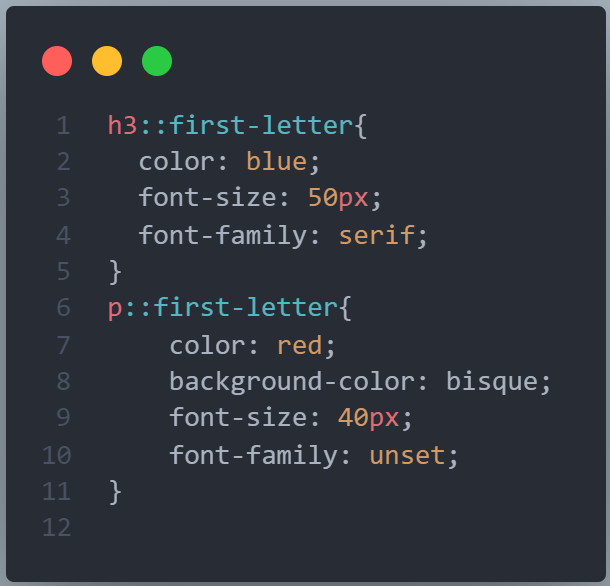 1 h3::first-letter{
2   color: blue;
3   font-size: 50px;
4   font-family: serif;
5 }
6 p::first-letter{
7     color: red;
8     background-color: bisque;
9     font-size: 40px;
10     font-family: unset;
11 }
12